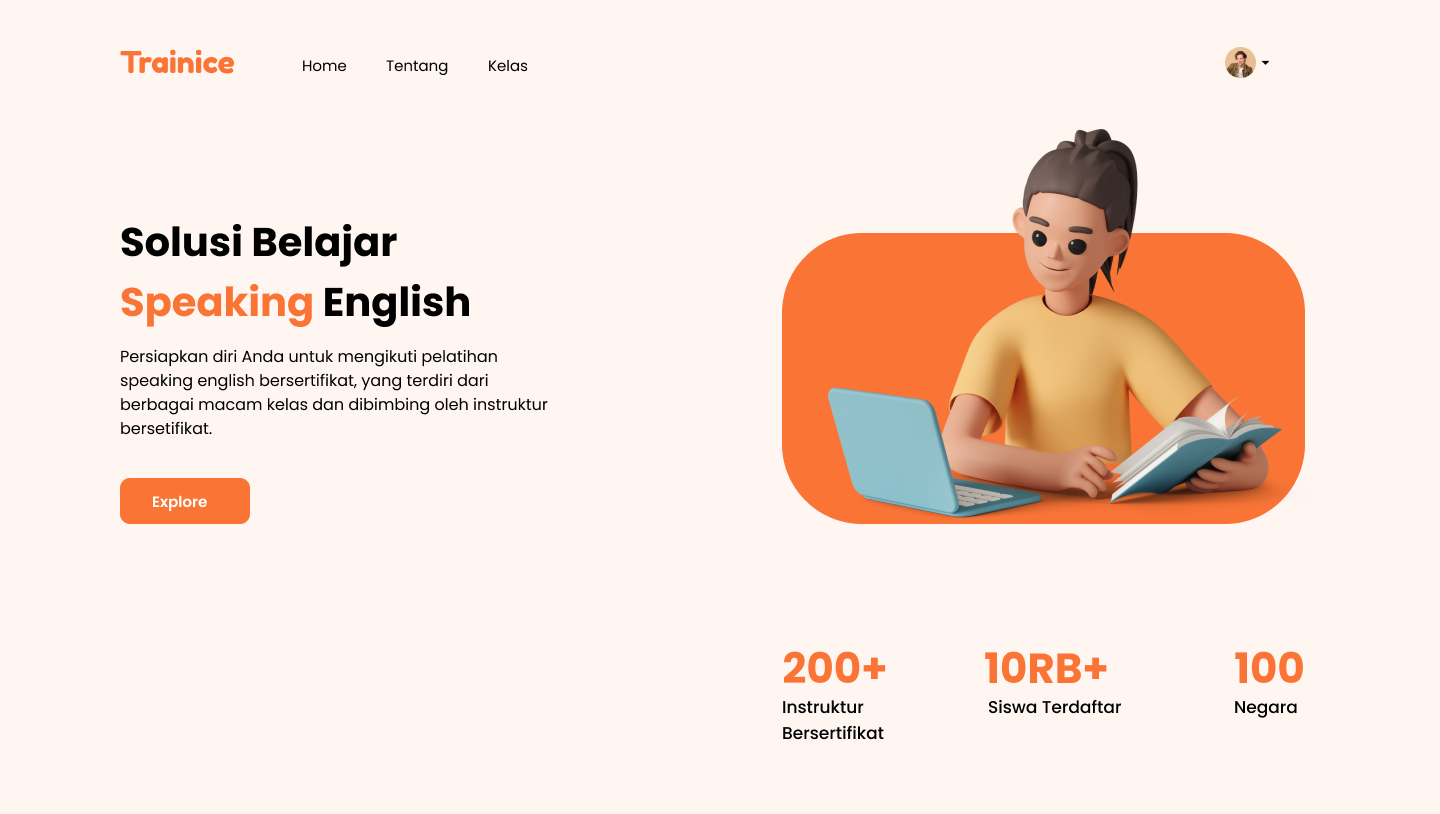 Trainice
Home
Tentang
Kelas
Solusi Belajar
Speaking English
Persiapkan diri Anda untuk mengikuti pelatihan
speaking english bersertifikat, yang terdiri dari
berbagai macam kelas dan dibimbing oleh instruktur
bersetifikat.
Explore
200+
Instruktur
Bersertifikat
10RB+
Siswa Terdaftar
100
Negara